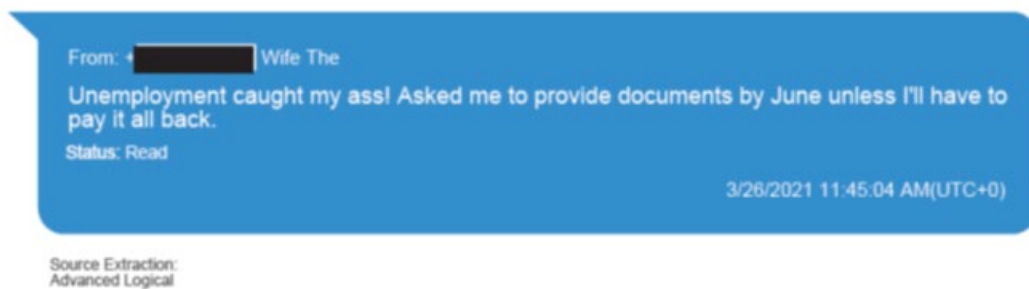 From: + Wife The
Unemployment caught my ass! Asked me to provide documents by June unless I'll have to
pay it all back.
Status: Read
3/26/2021 11:45:04 AM(UTC+0)
Source Extraction:
Advanced Logical